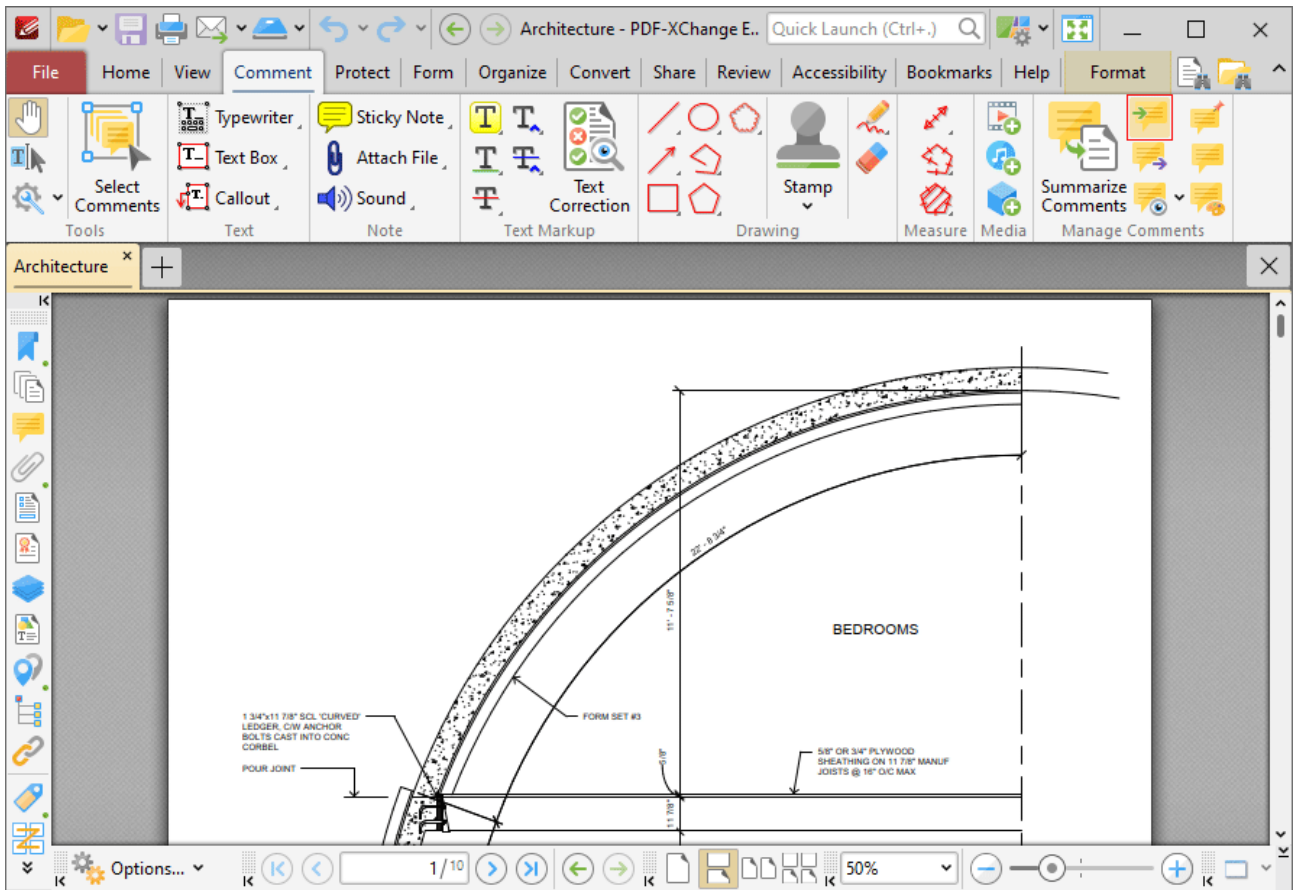 Architecture - PDF-XChange E.. Quick Launch (Ctrl+.)
File Home View Comment Protect Form Organize Convert Share Review Accessibility Bookmarks Help Format
Typewriter
Text Box
Callout
Sticky Note
Attach File
Sound
Select
Comments
Text
Correction
Stamp
Summarize
Comments
Tools Text Note Text Markup Drawing Measure Media Manage Comments
Architecture
22' - 8 3/4"
11' - 7 5/8"
BEDROOMS
1 3/4"x11 7/8" SCL 'CURVED'
LEDGER, C/W ANCHOR
BOLTS CAST INTO CONC
CORBEL
FORM SET #3
POUR JOINT
5/8"
5/8" OR 3/4" PLYWOOD
SHEATHING ON 11 7/8" MANUF
JOISTS @ 16" O/C MAX
11 7/8"
Options... 1/10 50%